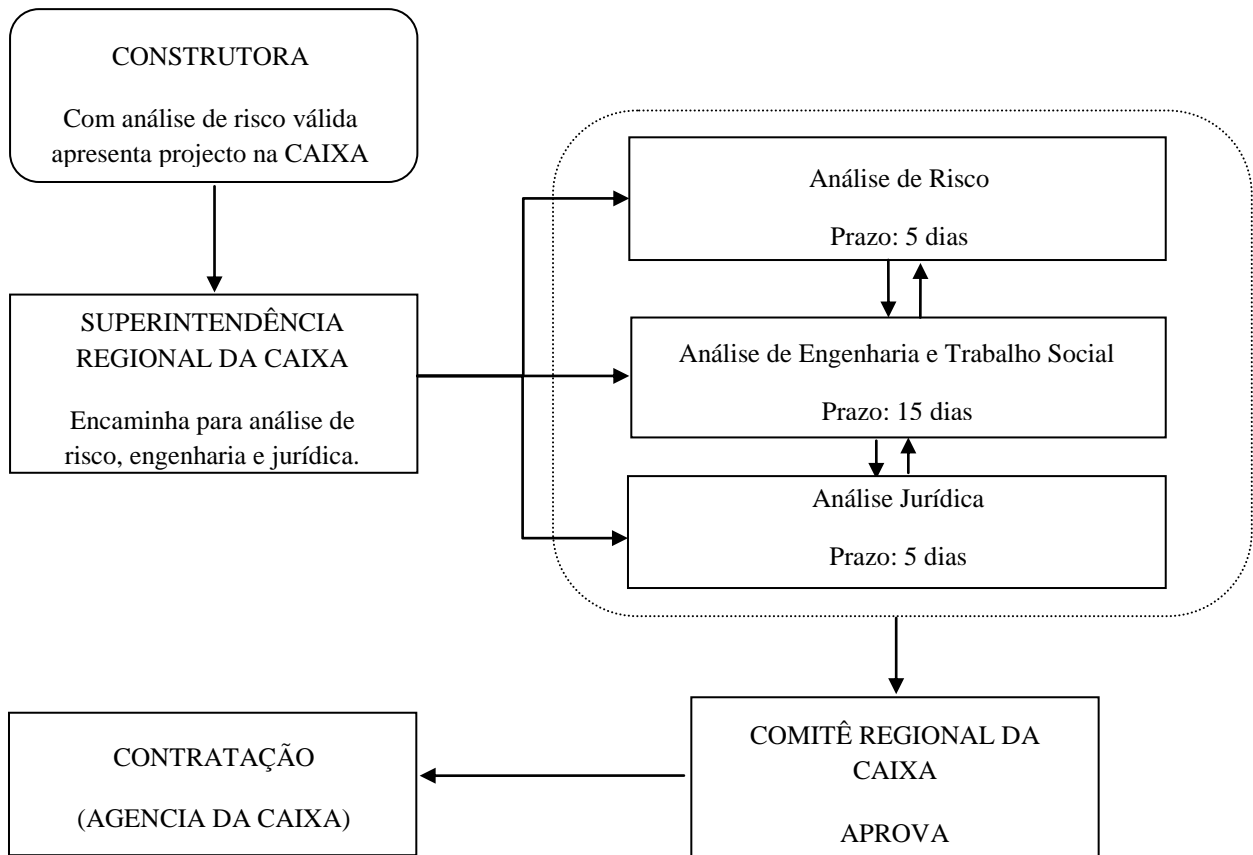 CONSTRUTORA
Com análise de risco válida
apresenta projecto na CAIXA
SUPERINTENDÊNCIA
REGIONAL DA CAIXA
Encaminha para análise de
risco, engenharia e jurídica.
Análise de Risco
Prazo: 5 dias
Análise de Engenharia e Trabalho Social
Prazo: 15 dias
Análise Jurídica
Prazo: 5 dias
COMITÊ REGIONAL DA
CAIXA
APROVA
CONTRATAÇÃO
(AGENCIA DA CAIXA)